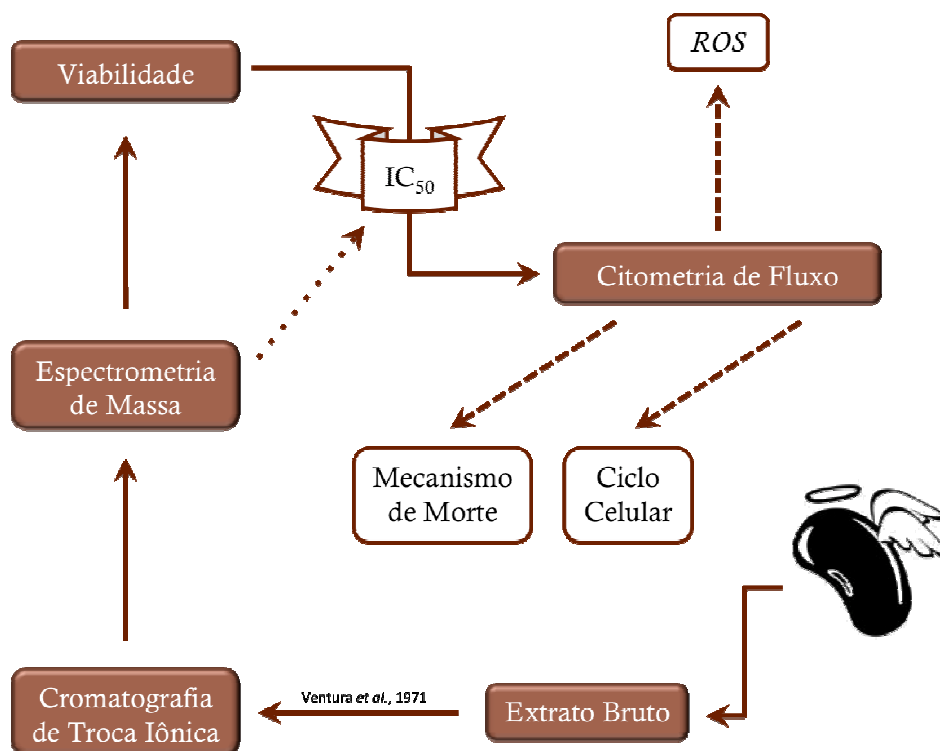 ROS
Viabilidade
IC50
Citometria de Fluxo
Espectrometria
de Massa
Mecanismo
de Morte
Ciclo
Celular
Cromatografia
de Troca Iônica
Ventura et al., 1971
Extrato Bruto